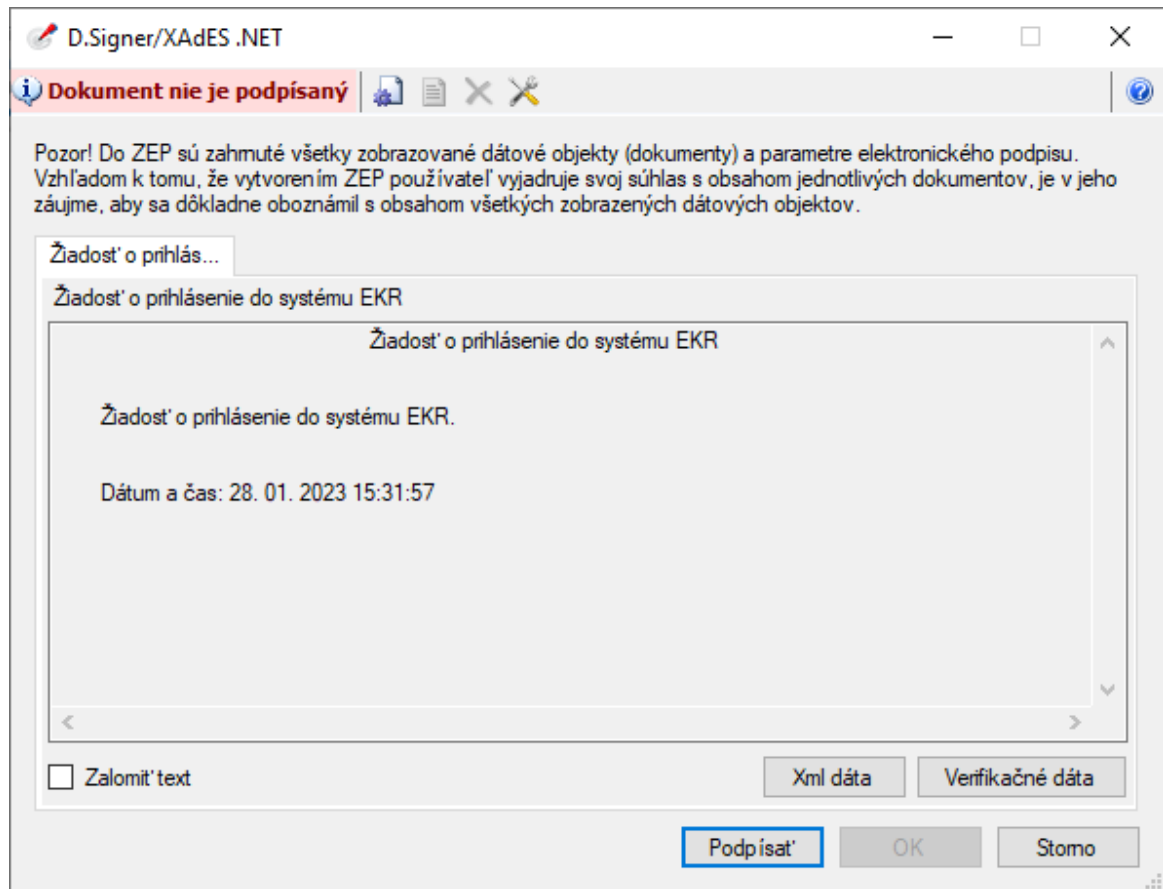 D.Signer/XAdES .NET
Dokument nie je podpísaný
Pozor! Do ZEP sú zahrnuté všetky zobrazované dátové objekty (dokumenty) a parametre elektronického podpisu.
Vzhľadom k tomu, že vytvorením ZEP používateľ vyjadruje svoj súhlas s obsahom jednotlivých dokumentov, je v jeho
záujme, aby sa dôkladne oboznámil s obsahom všetkých zobrazených dátových objektov.
Žiadosť o prihlás...
Žiadosť o prihlásenie do systému EKR
Žiadosť o prihlásenie do systému EKR
Žiadosť o prihlásenie do systému EKR.
Dátum a čas: 28. 01. 2023 15:31:57
Zalomiť text
Xml dáta
Verifikačné dáta
Podpísať
OK
Storno